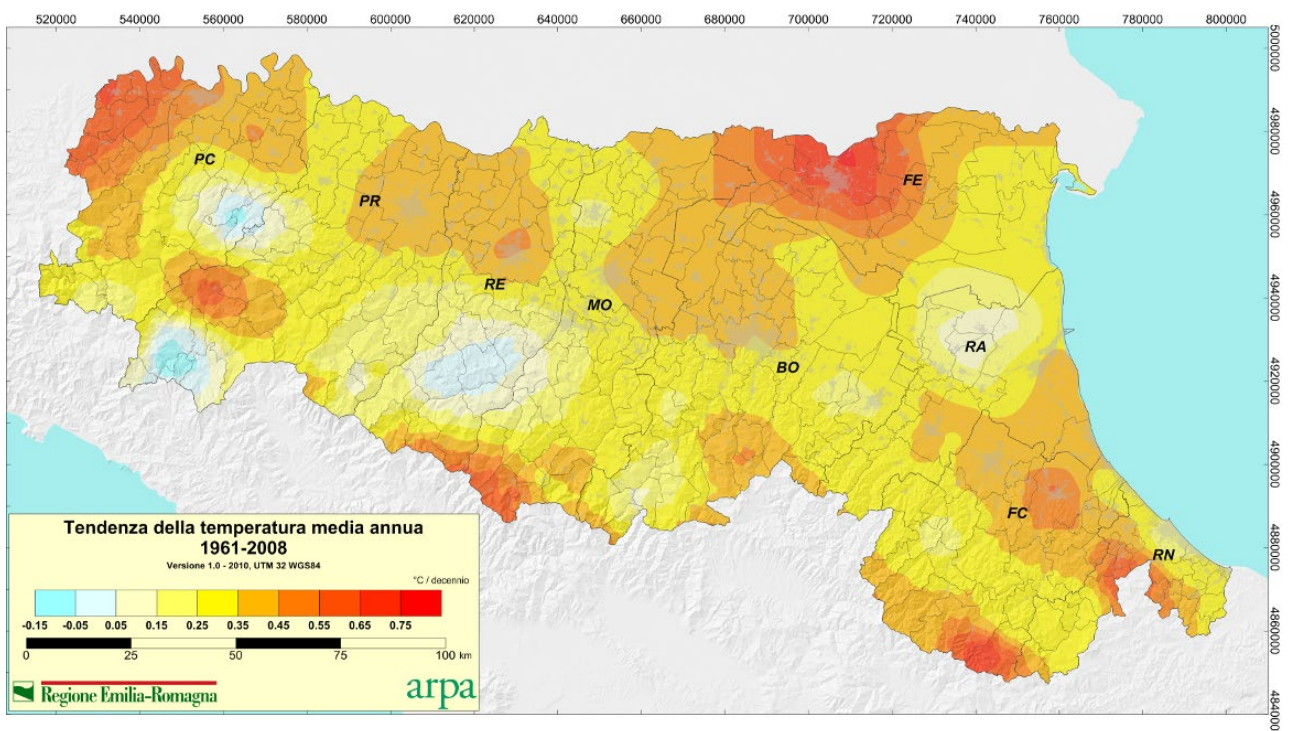 520000 540000 560000 580000 600000 620000 640000 660000 680000 700000 720000 740000 760000 780000 800000
5000000
4980000
4960000
4940000
4920000
4900000
4880000
4860000
4840000
PC
PR
FE
RE
MO
RA
BO
FC
RN
Tendenza della temperatura media annua
1961-2008
Versione 1.0 - 2010, UTM 32 WGS84
°C / decennio
-0.15 -0.05 0.05 0.15 0.25 0.35 0.45 0.55 0.65 0.75
0 25 50 75 100 km
Regione Emilia-Romagna
arpa